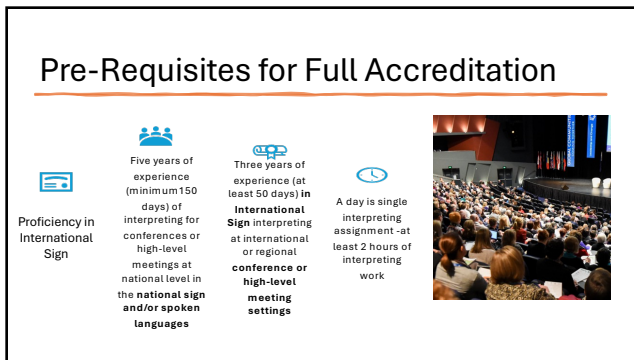 Pre-Requisites for Full Accreditation
Proficiency in
International
Sign
Five years of
experience
(minimum150
days) of
interpreting for
conferences or
high-level
meetings at
national level in
the national sign
and/or spoken
languages
Three years of
experience (at
least 50 days) in
International
Sign interpreting
at international
or regional
conference or
high-level
meeting
settings
A day is single
interpreting
assignment -at
least 2 hours of
interpreting
work